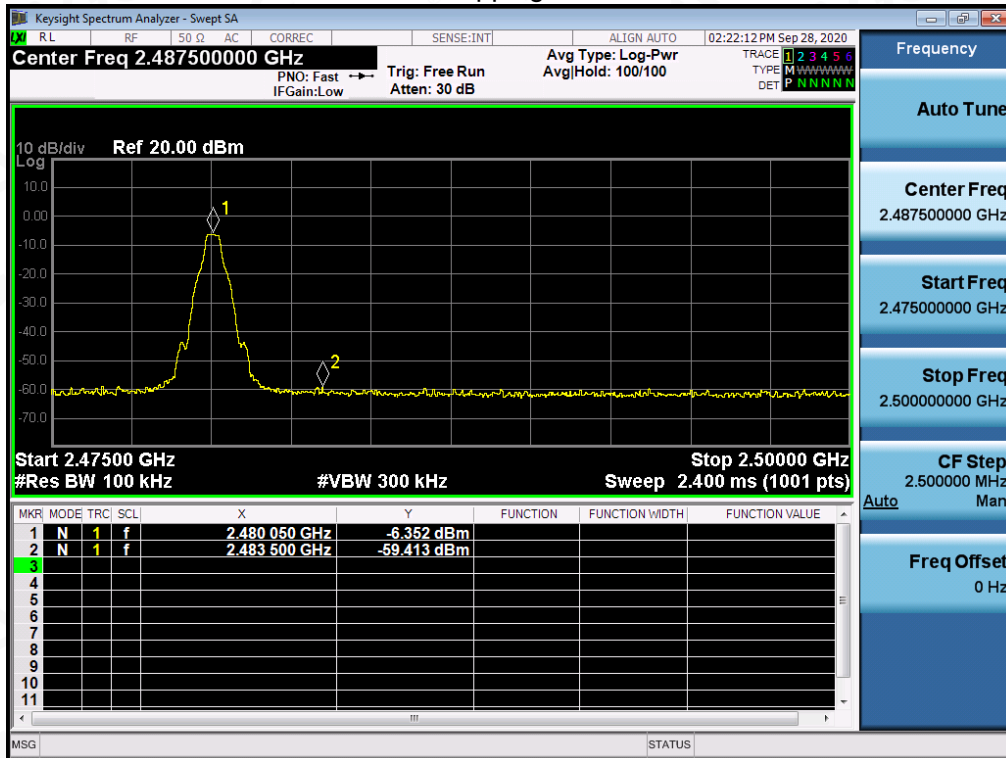 Keysight Spectrum Analyzer - Swept SA
LXI RL RF 50 Ω AC CORREC SENSE:INT ALIGN AUTO 02:22:12 PM Sep 28, 2020
Center Freq 2.487500000 GHz
PNO: Fast
IFGain:Low
Trig: Free Run
Atten: 30 dB
Avg Type: Log-Pwr
Avg|Hold: 100/100
TRACE 1 2 3 4 5 6
TYPE M WWWWW
DET P N N N N N
10 dB/div Ref 20.00 dBm
Log
10.0
0.00
-10.0
-20.0
-30.0
-40.0
-50.0
-60.0
-70.0
1
2
Start 2.47500 GHz Stop 2.50000 GHz
#Res BW 100 kHz #VBW 300 kHz Sweep 2.400 ms (1001 pts)
MKR MODE TRC SCL X Y FUNCTION FUNCTION WIDTH FUNCTION VALUE
1 N 1 f 2.480 050 GHz -6.352 dBm
2 N 1 f 2.483 500 GHz -59.413 dBm
3
4
5
6
7
8
9
10
11
MSG STATUS
Frequency
Auto Tune
Center Freq
2.487500000 GHz
Start Freq
2.475000000 GHz
Stop Freq
2.500000000 GHz
CF Step
2.500000 MHz
Auto Man
Freq Offset
0 Hz